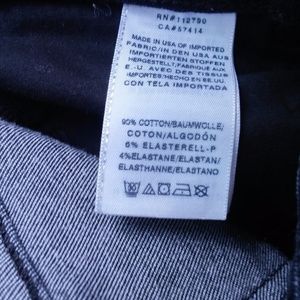 RN#112790
CA#57414
MADE IN USA OF IMPORTED
FABRIC/IN DEN USA AUS
IMPORTIERTEN STOFFEN
HERGESTELLT/FABRIQUÉ AUX
E.-U. AVEC DES TISSUS
IMPORTES/HECHO EN EE.UU.
CON TELA IMPORTADA
90% COTTON/BAUMWOLLE/
COTON/ALGODÓN
6% ELASTERELL-P
4% ELASTANE/ELASTAN/
ELASTHANNE/ELASTANO